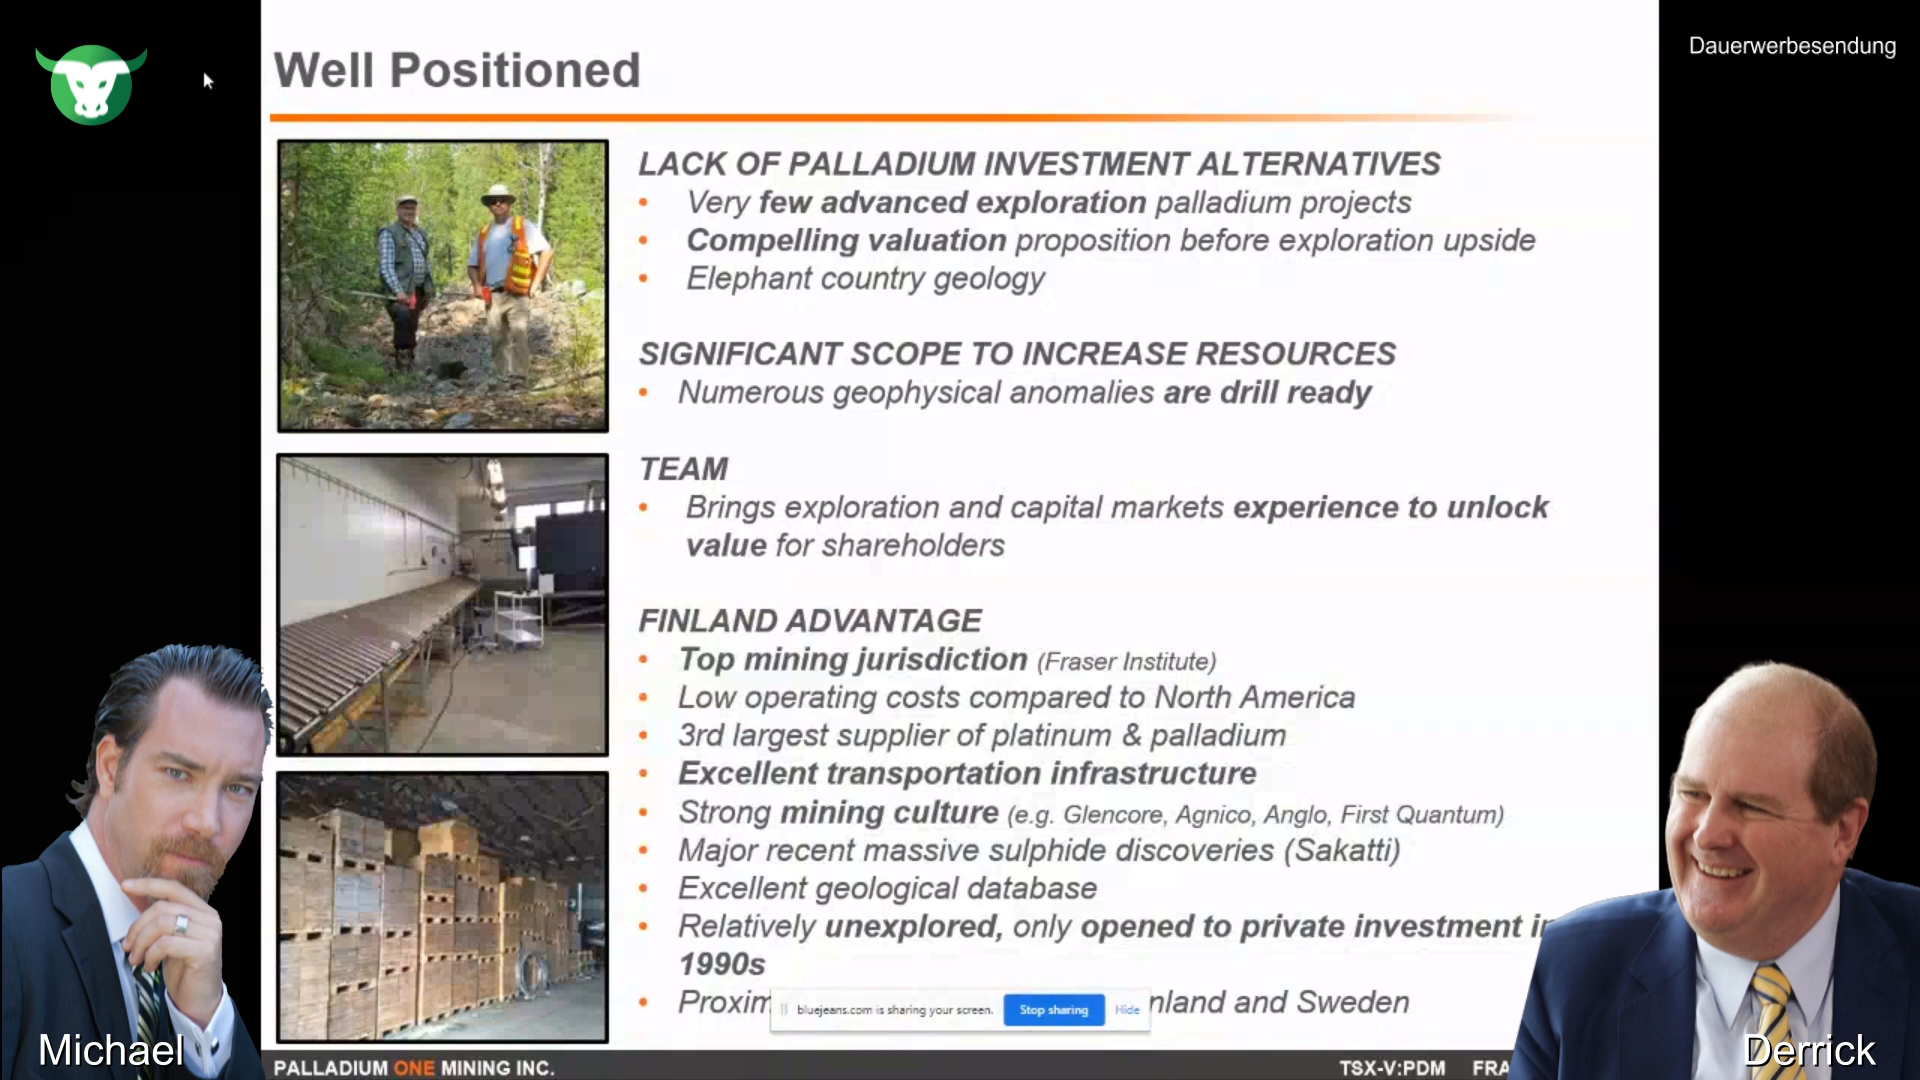 Dauerwerbesendung
Well Positioned
LACK OF PALLADIUM INVESTMENT ALTERNATIVES
• Very few advanced exploration palladium projects
• Compelling valuation proposition before exploration upside
• Elephant country geology
SIGNIFICANT SCOPE TO INCREASE RESOURCES
• Numerous geophysical anomalies are drill ready
TEAM
• Brings exploration and capital markets experience to unlock
value for shareholders
FINLAND ADVANTAGE
• Top mining jurisdiction (Fraser Institute)
• Low operating costs compared to North America
• 3rd largest supplier of platinum & palladium
• Excellent transportation infrastructure
• Strong mining culture (e.g. Glencore, Agnico, Anglo, First Quantum)
• Major recent massive sulphide discoveries (Sakatti)
• Excellent geological database
• Relatively unexplored, only opened to private investment
1990s
• and Sweden
bluejeans.com is sharing your screen. Stop sharing Hide
Michael
Derrick
PALLADIUM ONE MINING INC.
TSX-V:PDM